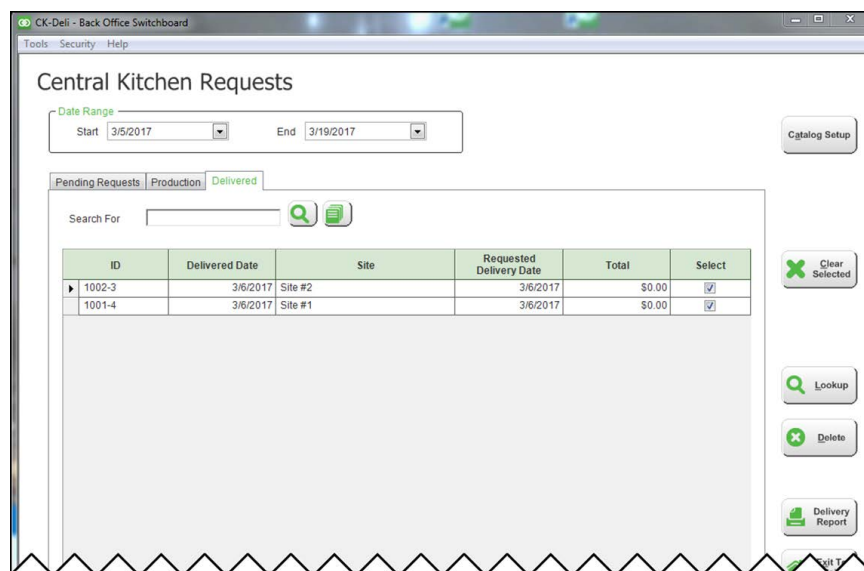 CK-Deli - Back Office Switchboard
Tools Security Help
Central Kitchen Requests
Date Range
Start 3/5/2017 End 3/19/2017
Catalog Setup
Pending Requests Production Delivered
Search For
ID Delivered Date Site Requested Delivery Date Total Select
Clear Selected
1002-3 3/6/2017 Site #2 3/6/2017 $0.00
1001-4 3/6/2017 Site #1 3/6/2017 $0.00
Lookup
Delete
Delivery Report
Exit To